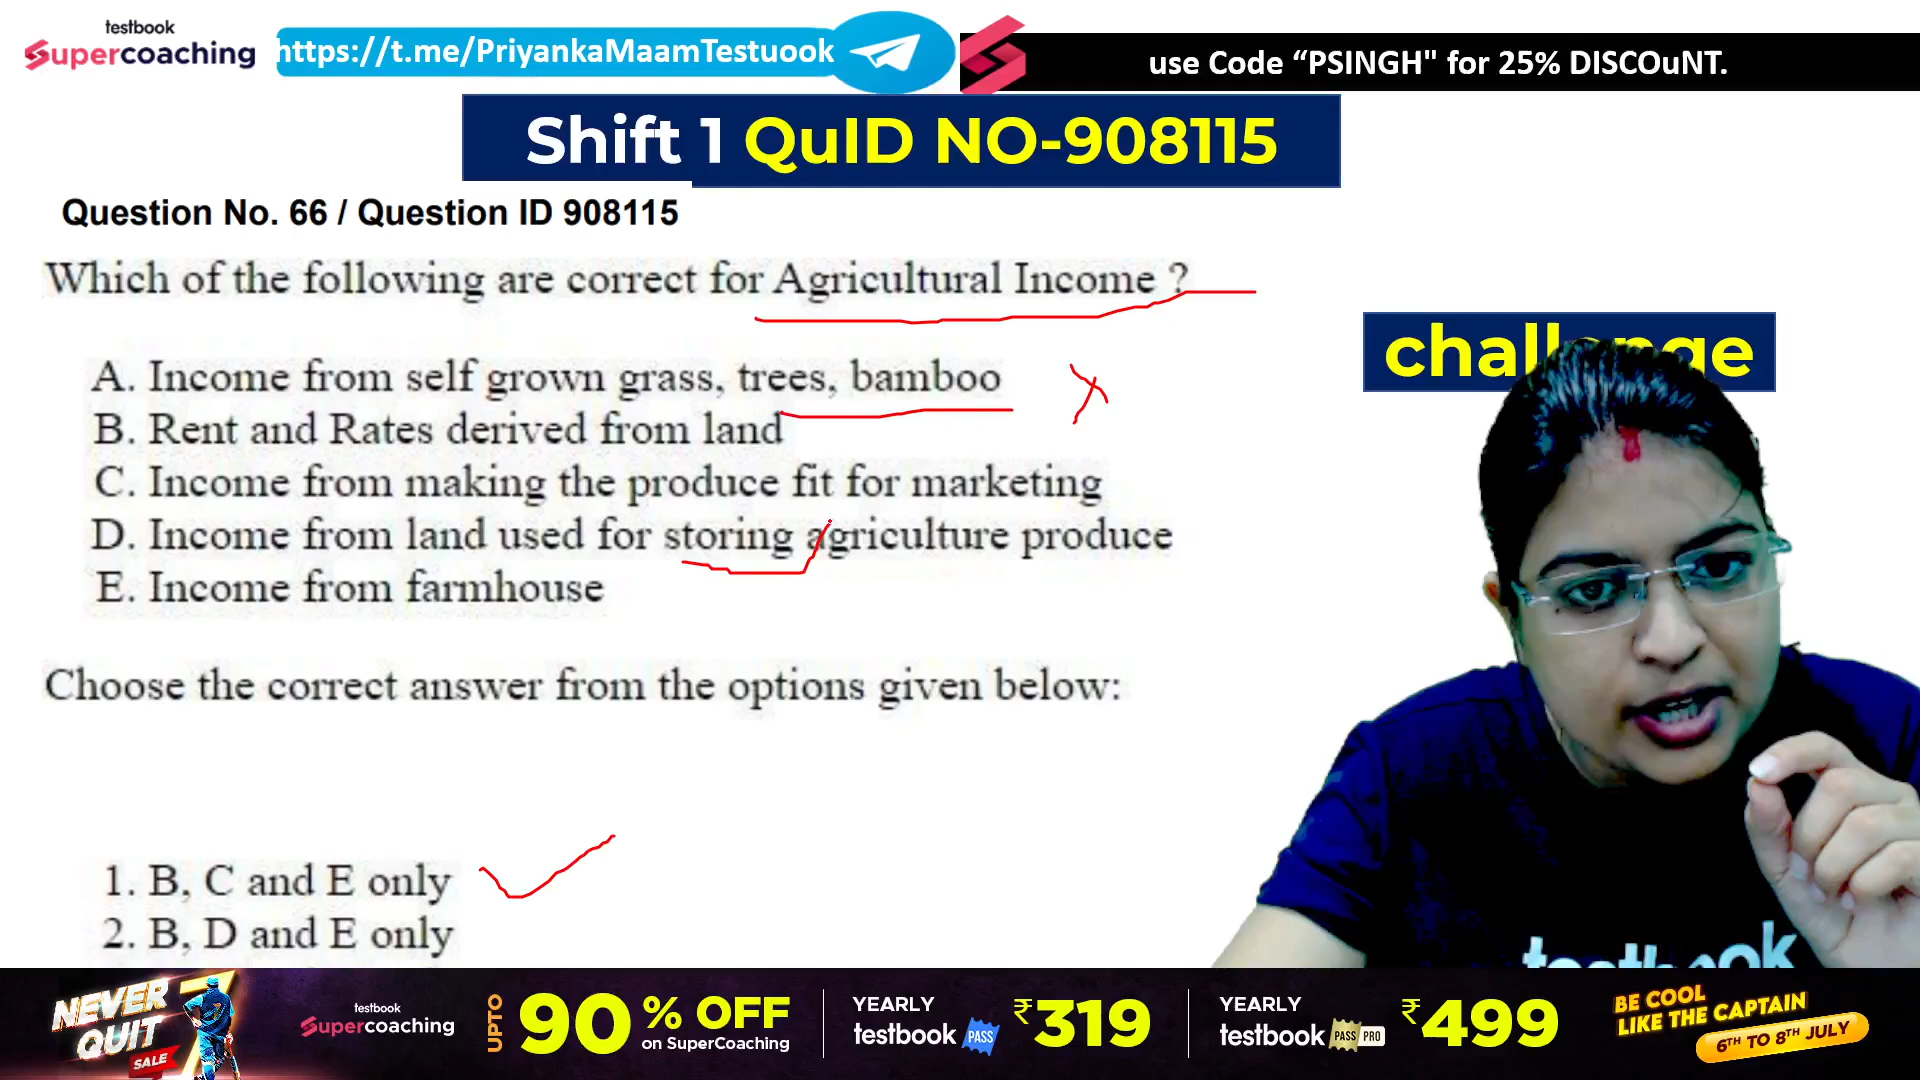 testbook
Supercoaching
https://t.me/PriyankaMaamTestuook
use Code “PSINGH" for 25% DISCOuNT.
Shift 1 QuID NO-908115
Question No. 66 / Question ID 908115
Which of the following are correct for Agricultural Income ?
challenge
A. Income from self grown grass, trees, bamboo
B. Rent and Rates derived from land
C. Income from making the produce fit for marketing
D. Income from land used for storing agriculture produce
E. Income from farmhouse
Choose the correct answer from the options given below:
1. B, C and E only
2. B, D and E only
testbook
NEVER QUIT
SALE
7
testbook
Supercoaching
UPTO 90% OFF
on SuperCoaching
YEARLY
testbook PASS
₹319
YEARLY
testbook PASS PRO
₹499
BE COOL
LIKE THE CAPTAIN
6TH TO 8TH JULY